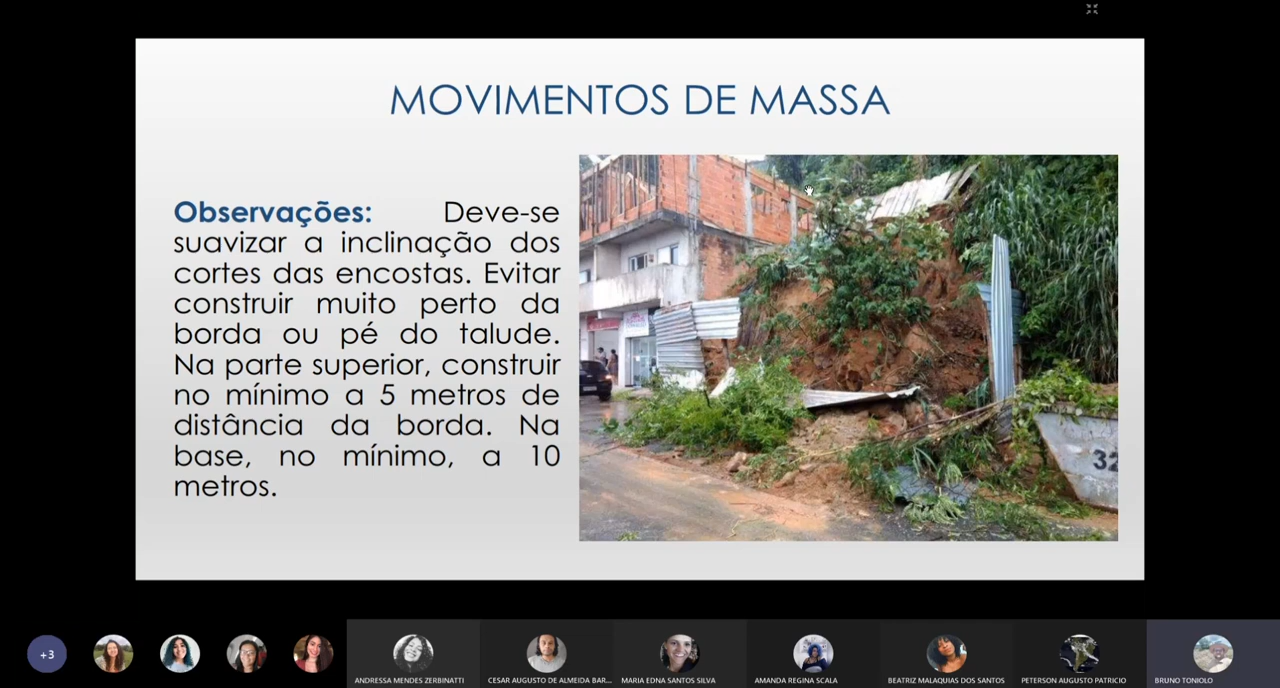 MOVIMENTOS DE MASSA
Observações: Deve-se
suavizar a inclinação dos
cortes das encostas. Evitar
construir muito perto da
borda ou pé do talude.
Na parte superior, construir
no mínimo a 5 metros de
distância da borda. Na
base, no mínimo, a 10
metros.
32
+3
ANDRESSA MENDES ZERBINATTI
CESAR AUGUSTO DE ALMEIDA BAR...
MARIA EDNA SANTOS SILVA
AMANDA REGINA SCALA
BEATRIZ MALAQUIAS DOS SANTOS
PETERSON AUGUSTO PATRICIO
BRUNO TONIOLO